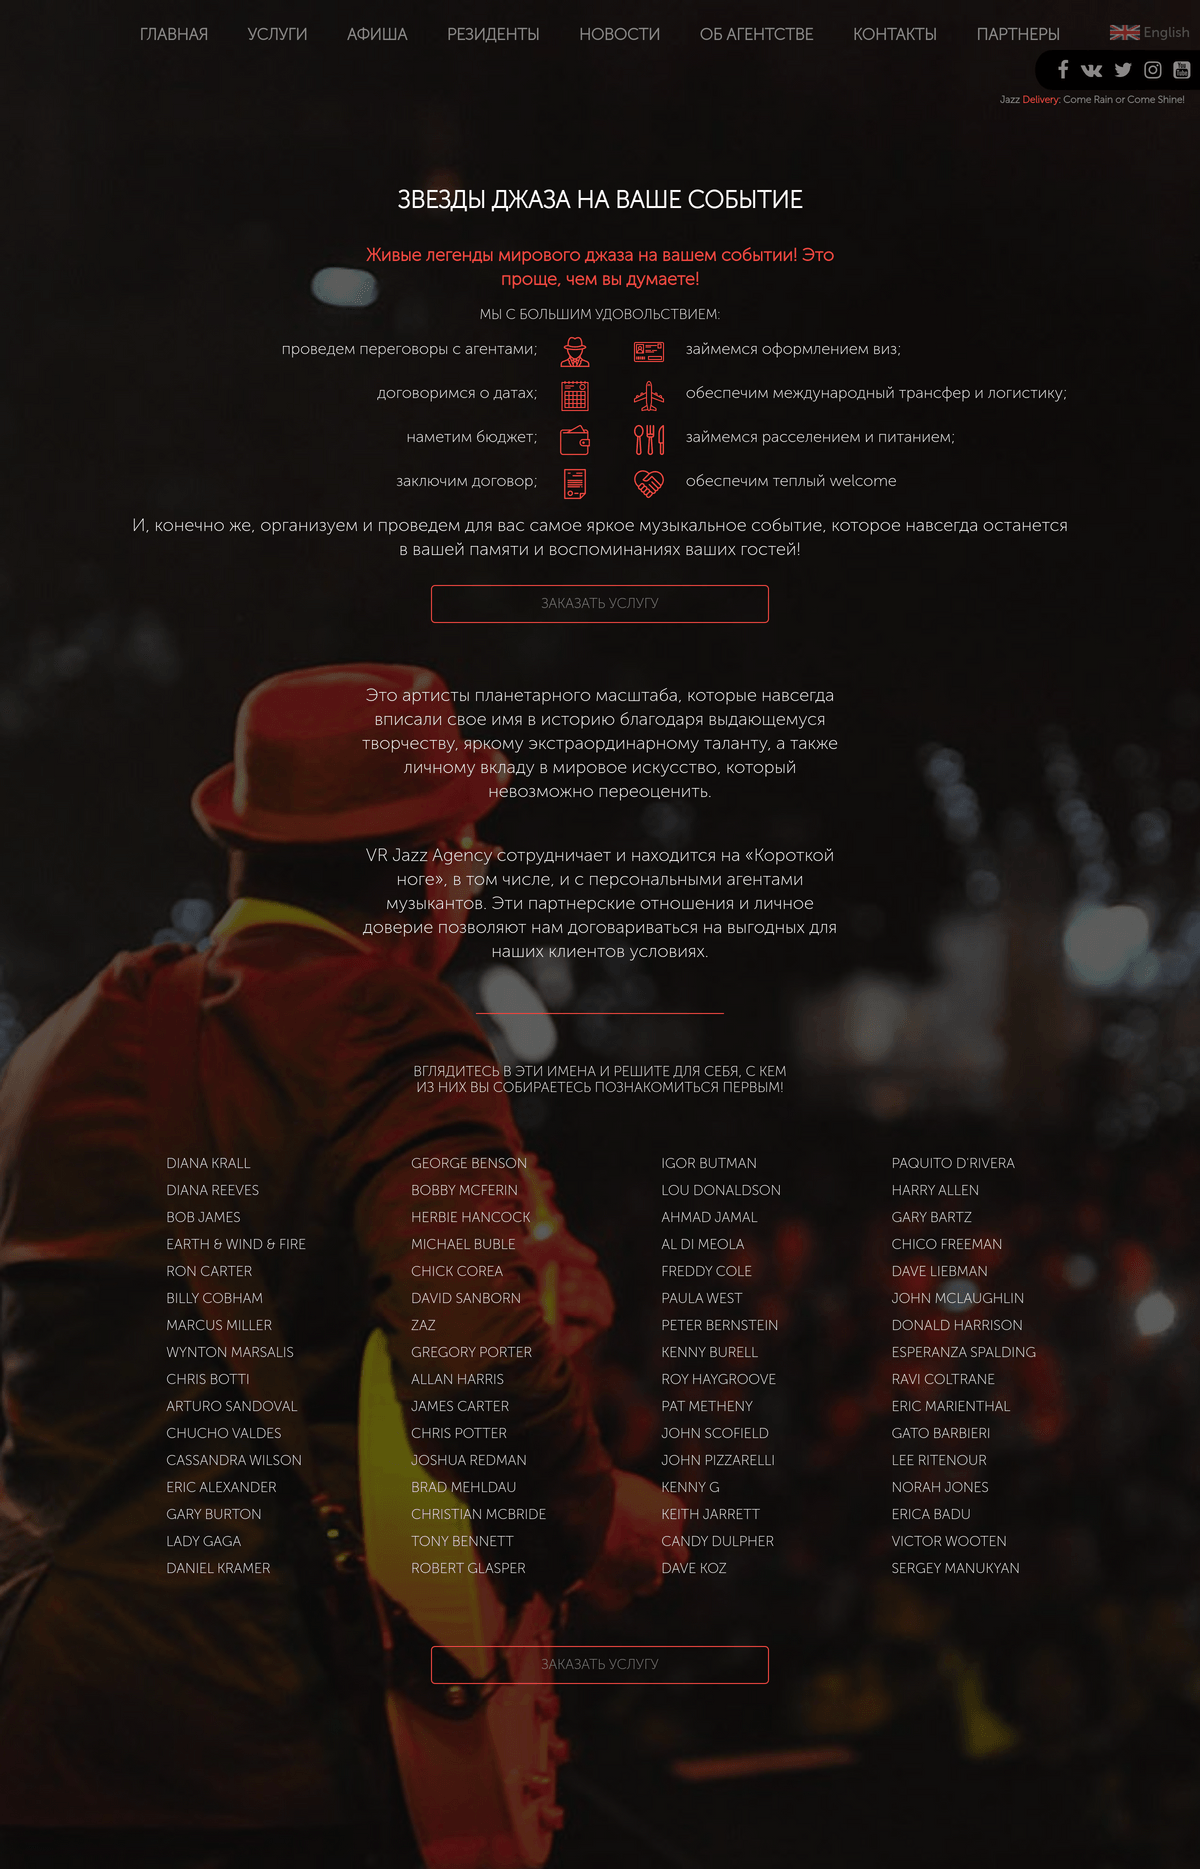 ГЛАВНАЯ УСЛУГИ АФИША РЕЗИДЕНТЫ НОВОСТИ ОБ АГЕНТСТВЕ КОНТАКТЫ ПАРТНЕРЫ English
You Tube
Jazz Delivery: Come Rain or Come Shine!
ЗВЕЗДЫ ДЖАЗА НА ВАШЕ СОБЫТИЕ
Живые легенды мирового джаза на вашем событии! Это
проще, чем вы думаете!
МЫ С БОЛЬШИМ УДОВОЛЬСТВИЕМ:
проведем переговоры с агентами;
договоримся о датах;
наметим бюджет;
заключим договор;
займемся оформлением виз;
обеспечим международный трансфер и логистику;
займемся расселением и питанием;
обеспечим теплый welcome
И, конечно же, организуем и проведем для вас самое яркое музыкальное событие, которое навсегда останется
в вашей памяти и воспоминаниях ваших гостей!
ЗАКАЗАТЬ УСЛУГУ
Это артисты планетарного масштаба, которые навсегда
вписали свое имя в историю благодаря выдающемуся
творчеству, яркому экстраординарному таланту, а также
личному вкладу в мировое искусство, который
невозможно переоценить.
VR Jazz Agency сотрудничает и находится на «Короткой
ноге», в том числе, и с персональными агентами
музыкантов. Эти партнерские отношения и личное
доверие позволяют нам договариваться на выгодных для
наших клиентов условиях.
ВГЛЯДИТЕСЬ В ЭТИ ИМЕНА И РЕШИТЕ ДЛЯ СЕБЯ, С КЕМ
ИЗ НИХ ВЫ СОБИРАЕТЕСЬ ПОЗНАКОМИТЬСЯ ПЕРВЫМ!
DIANA KRALL
DIANA REEVES
BOB JAMES
EARTH & WIND & FIRE
RON CARTER
BILLY COBHAM
MARCUS MILLER
WYNTON MARSALIS
CHRIS BOTTI
ARTURO SANDOVAL
CHUCHO VALDES
CASSANDRA WILSON
ERIC ALEXANDER
GARY BURTON
LADY GAGA
DANIEL KRAMER
GEORGE BENSON
BOBBY MCFERIN
HERBIE HANCOCK
MICHAEL BUBLE
CHICK COREA
DAVID SANBORN
ZAZ
GREGORY PORTER
ALLAN HARRIS
JAMES CARTER
CHRIS POTTER
JOSHUA REDMAN
BRAD MEHLDAU
CHRISTIAN MCBRIDE
TONY BENNETT
ROBERT GLASPER
IGOR BUTMAN
LOU DONALDSON
AHMAD JAMAL
AL DI MEOLA
FREDDY COLE
PAULA WEST
PETER BERNSTEIN
KENNY BURELL
ROY HAYGROOVE
PAT METHENY
JOHN SCOFIELD
JOHN PIZZARELLI
KENNY G
KEITH JARRETT
CANDY DULPHER
DAVE KOZ
PAQUITO D'RIVERA
HARRY ALLEN
GARY BARTZ
CHICO FREEMAN
DAVE LIEBMAN
JOHN MCLAUGHLIN
DONALD HARRISON
ESPERANZA SPALDING
RAVI COLTRANE
ERIC MARIENTHAL
GATO BARBIERI
LEE RITENOUR
NORAH JONES
ERICA BADU
VICTOR WOOTEN
SERGEY MANUKYAN
ЗАКАЗАТЬ УСЛУГУ